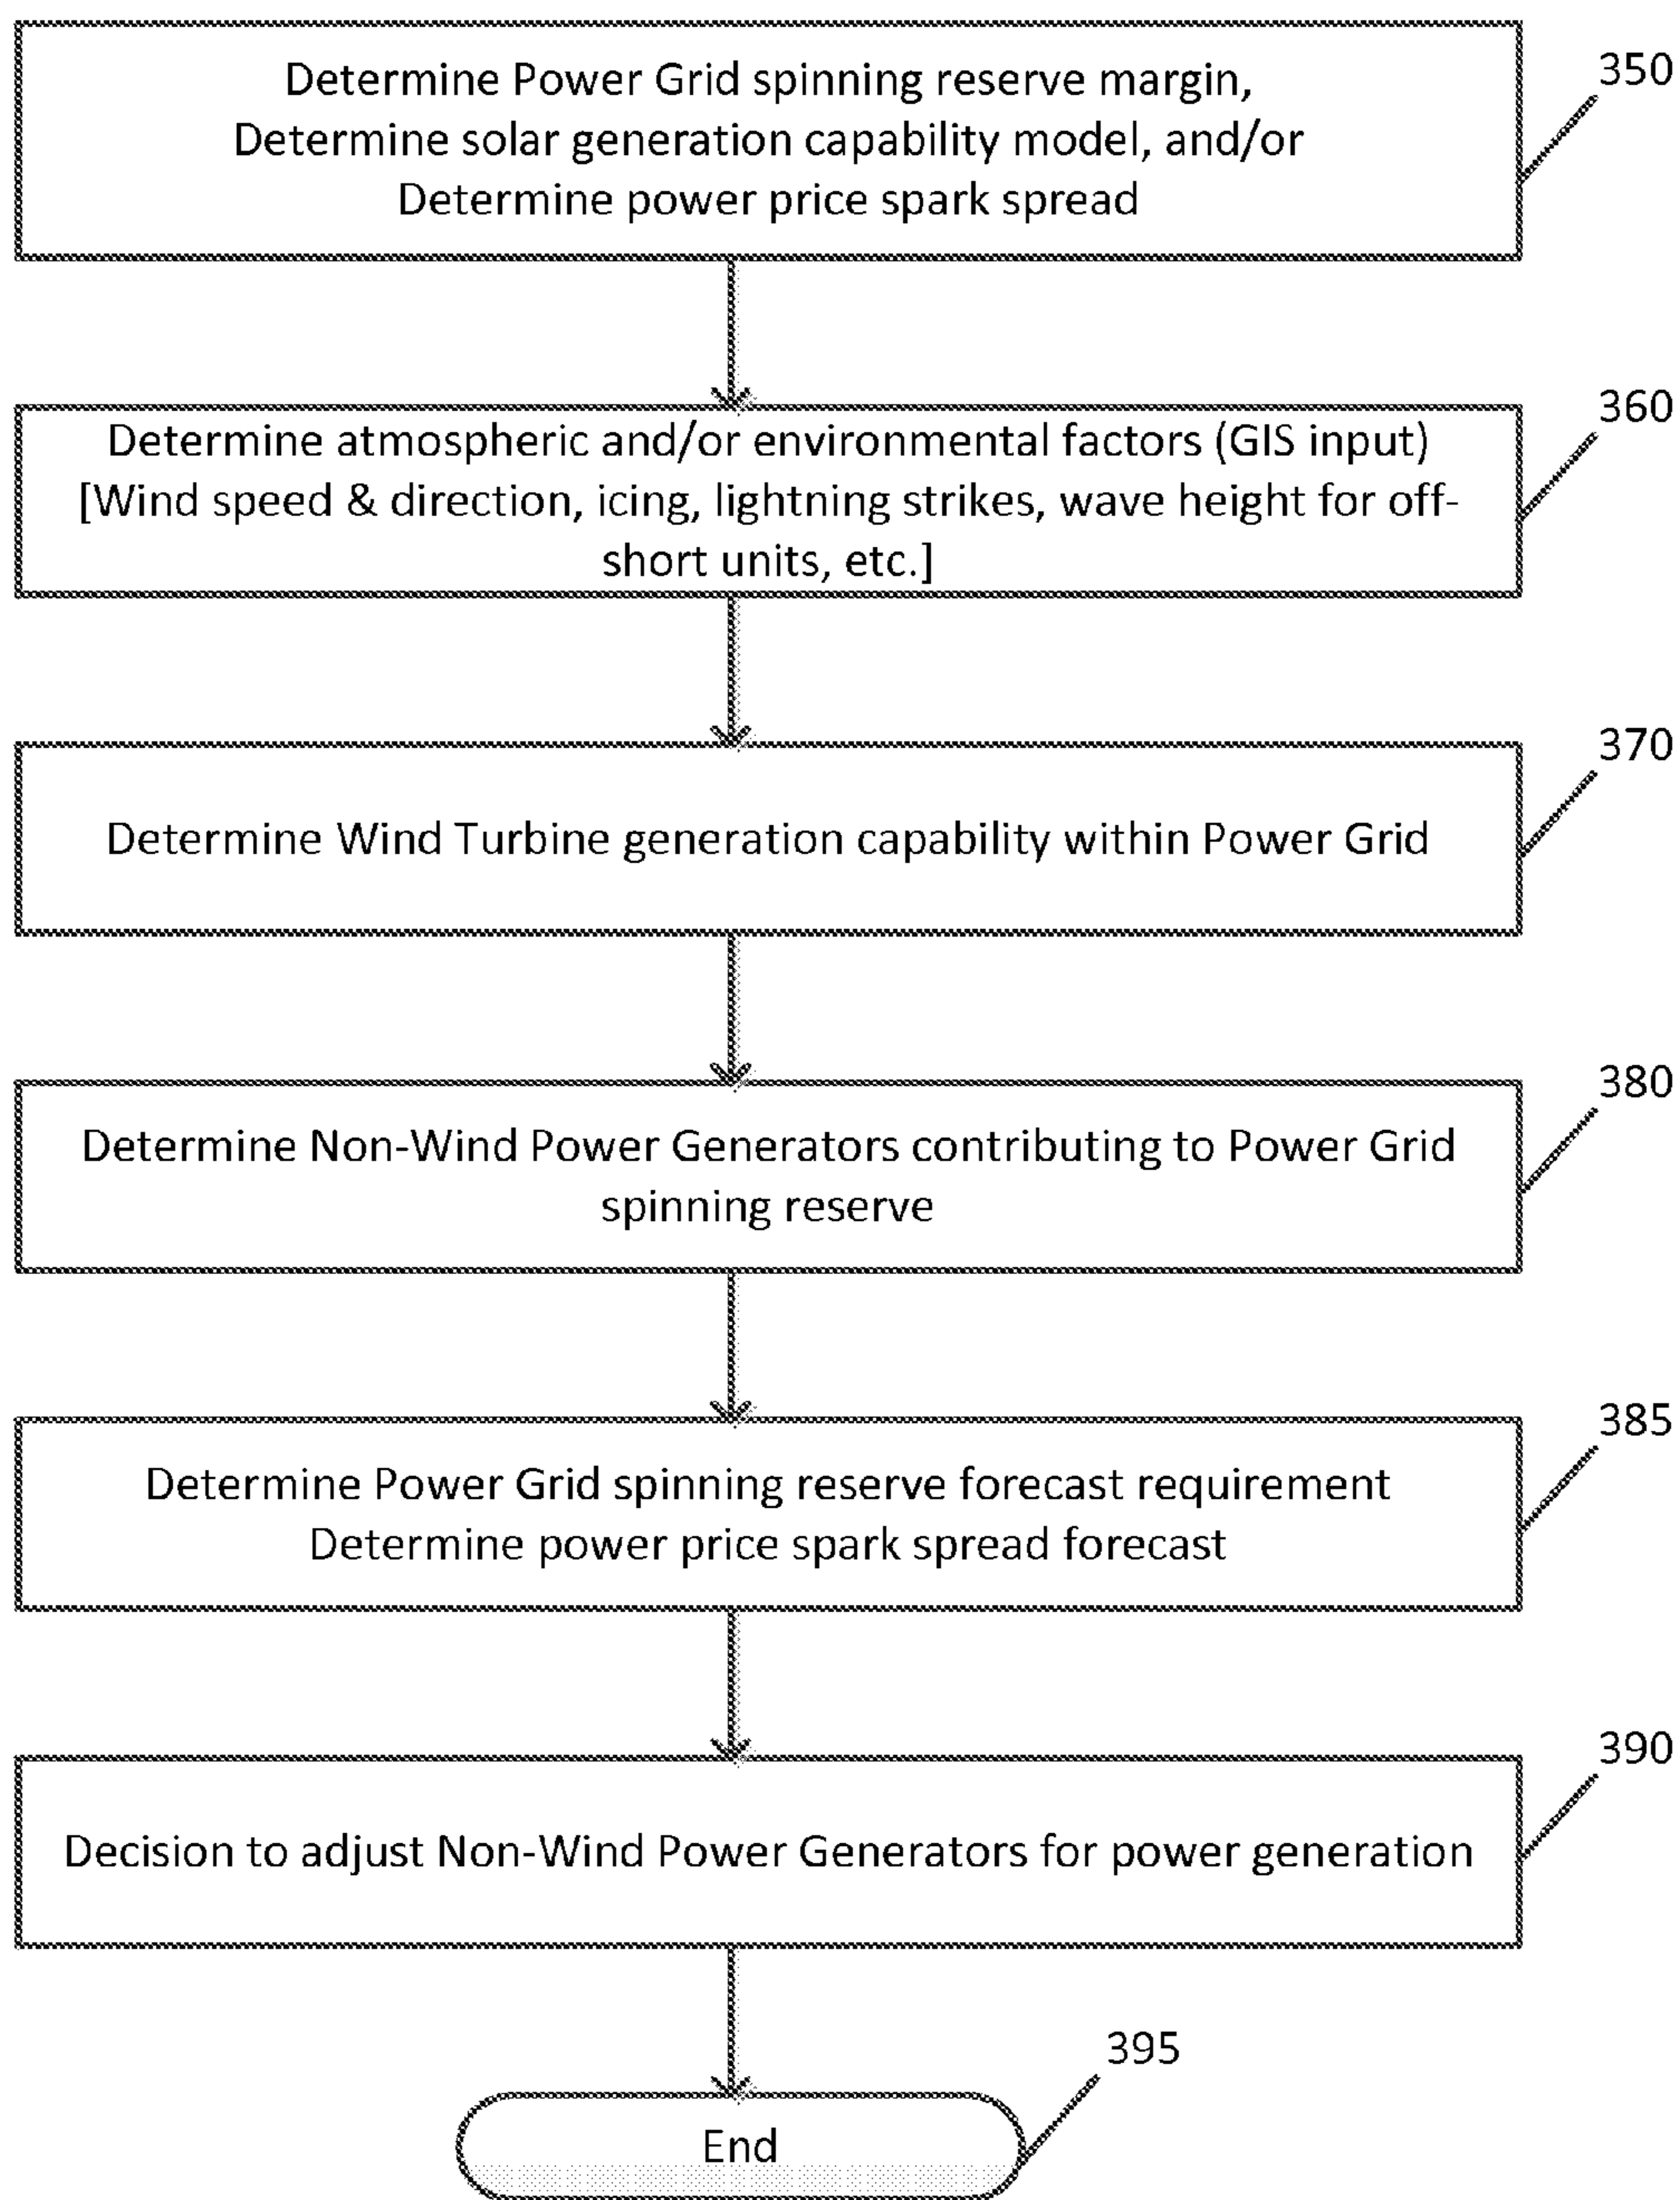 Determine Power Grid spinning reserve margin,
Determine solar generation capability model, and/or
Determine power price spark spread
350
Determine atmospheric and/or environmental factors (GIS input)
[Wind speed & direction, icing, lightning strikes, wave height for off-
short units, etc.]
360
Determine Wind Turbine generation capability within Power Grid
370
Determine Non-Wind Power Generators contributing to Power Grid
spinning reserve
380
Determine Power Grid spinning reserve forecast requirement
Determine power price spark spread forecast
385
Decision to adjust Non-Wind Power Generators for power generation
390
End
395